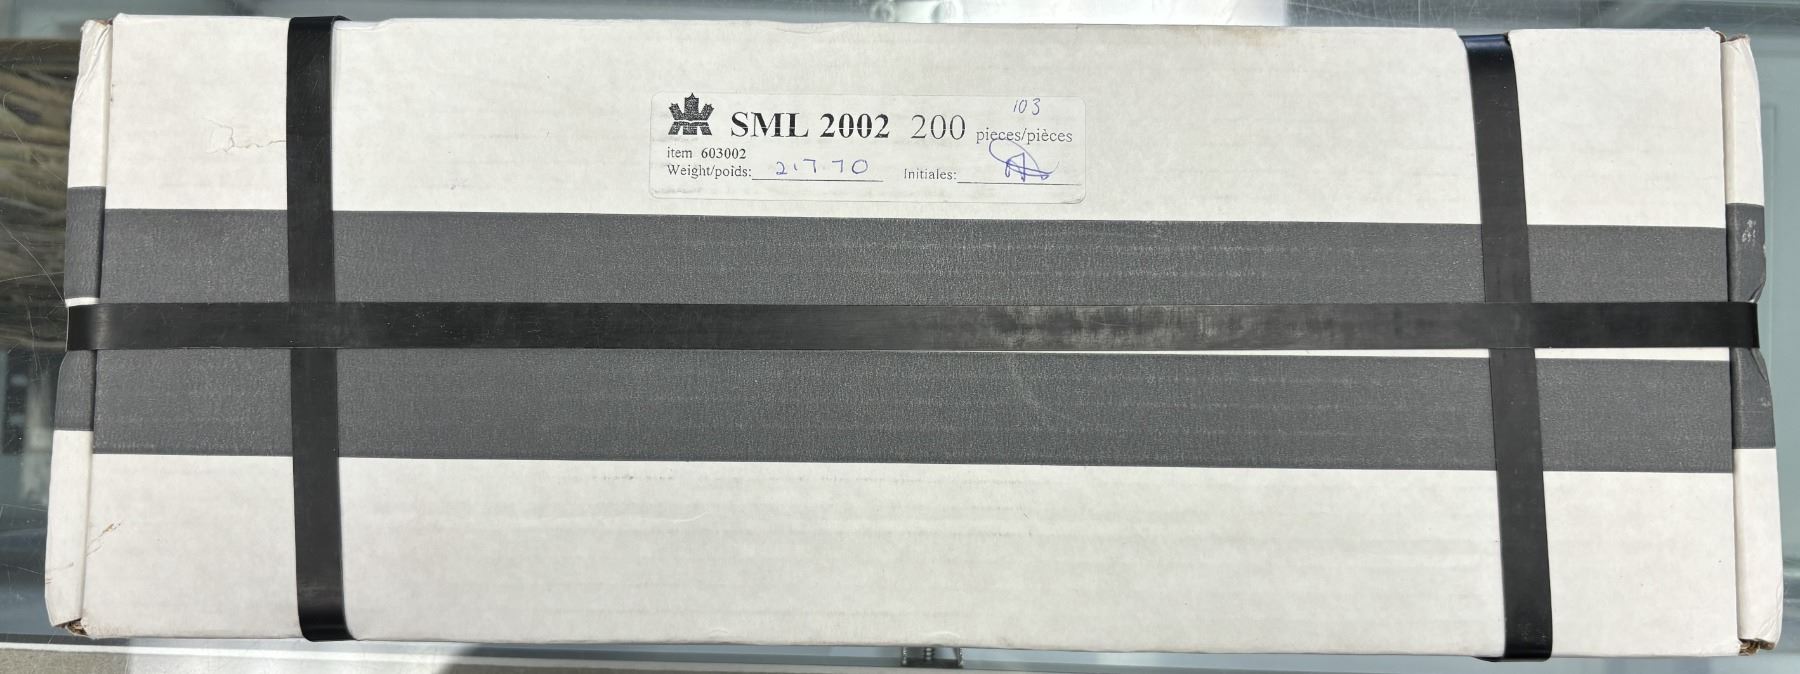 103
SML 2002 200 pieces/pièces
item 603002
Weight/poids: 217.70 Initiales: